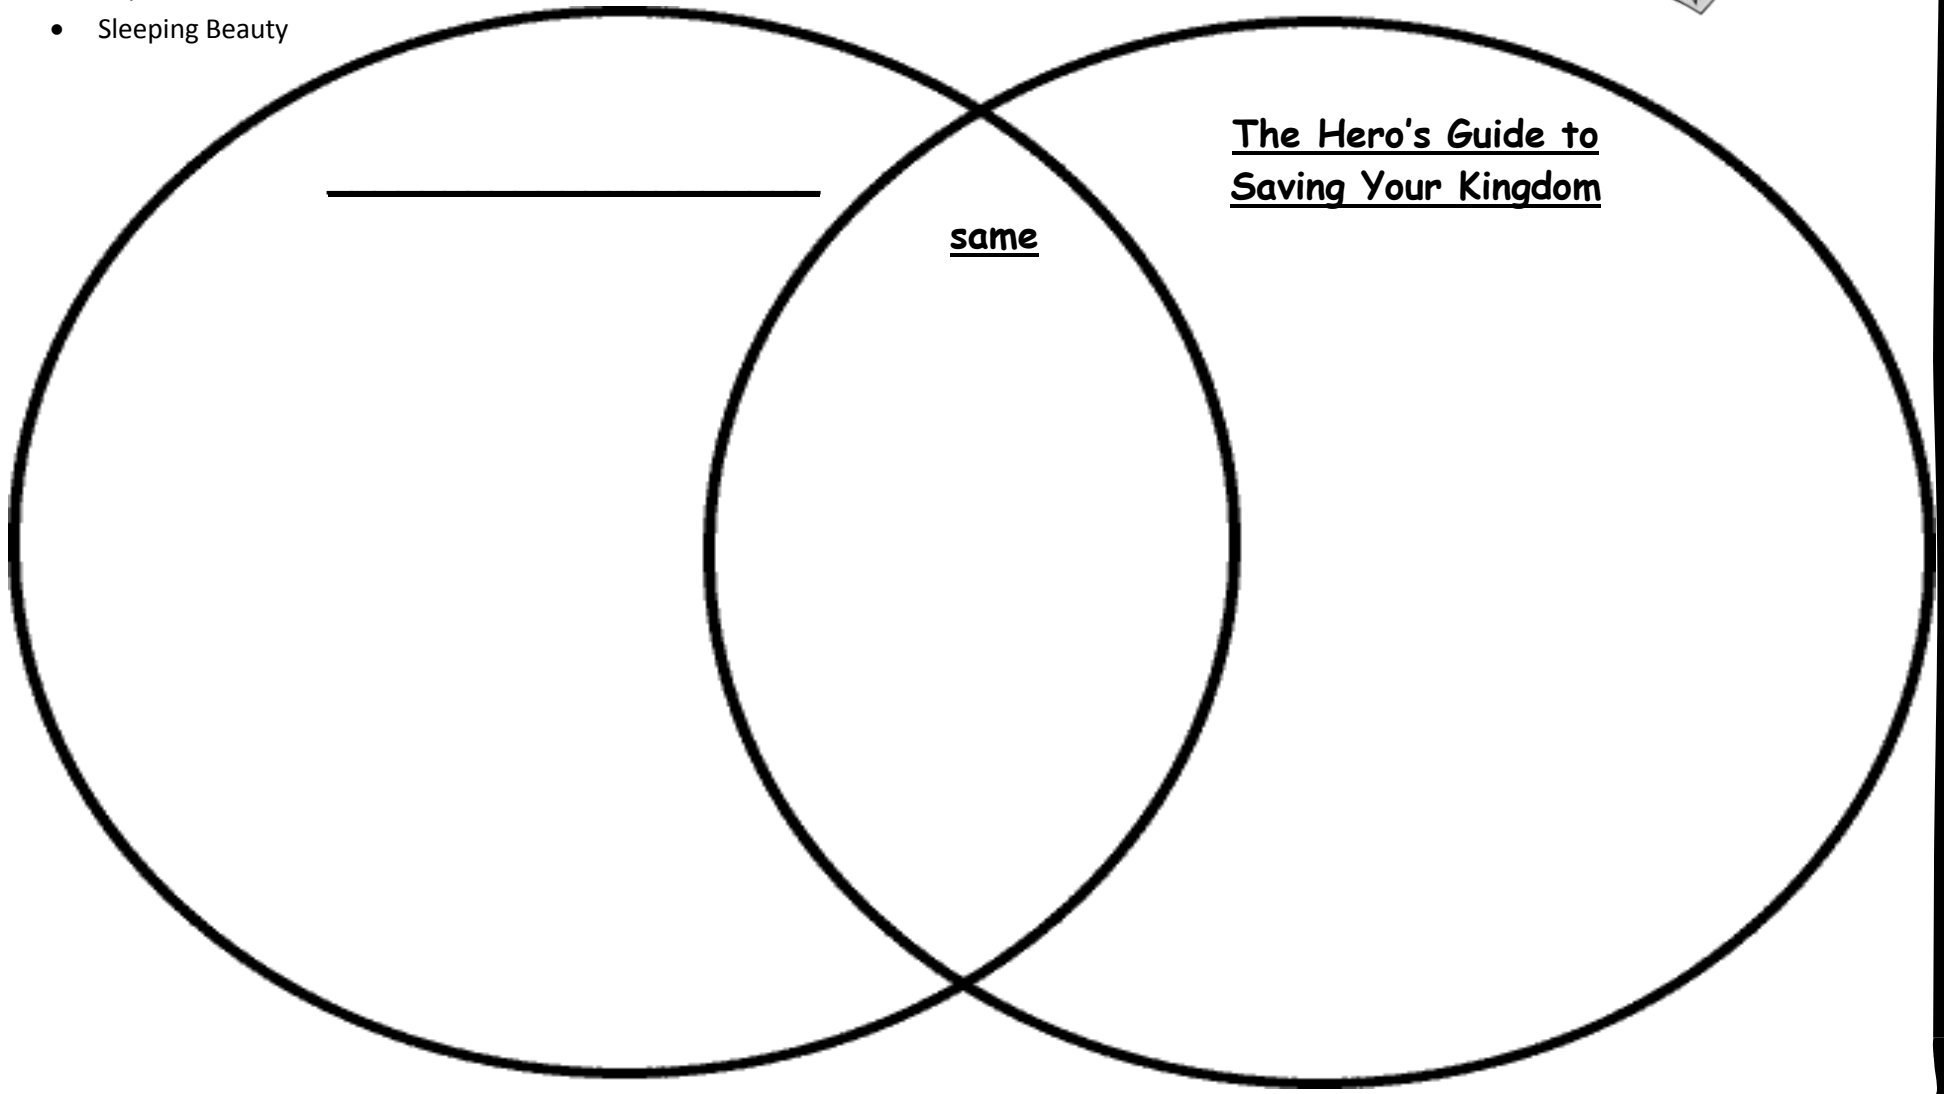 • Sleeping Beauty
The Hero's Guide to
Saving Your Kingdom
same